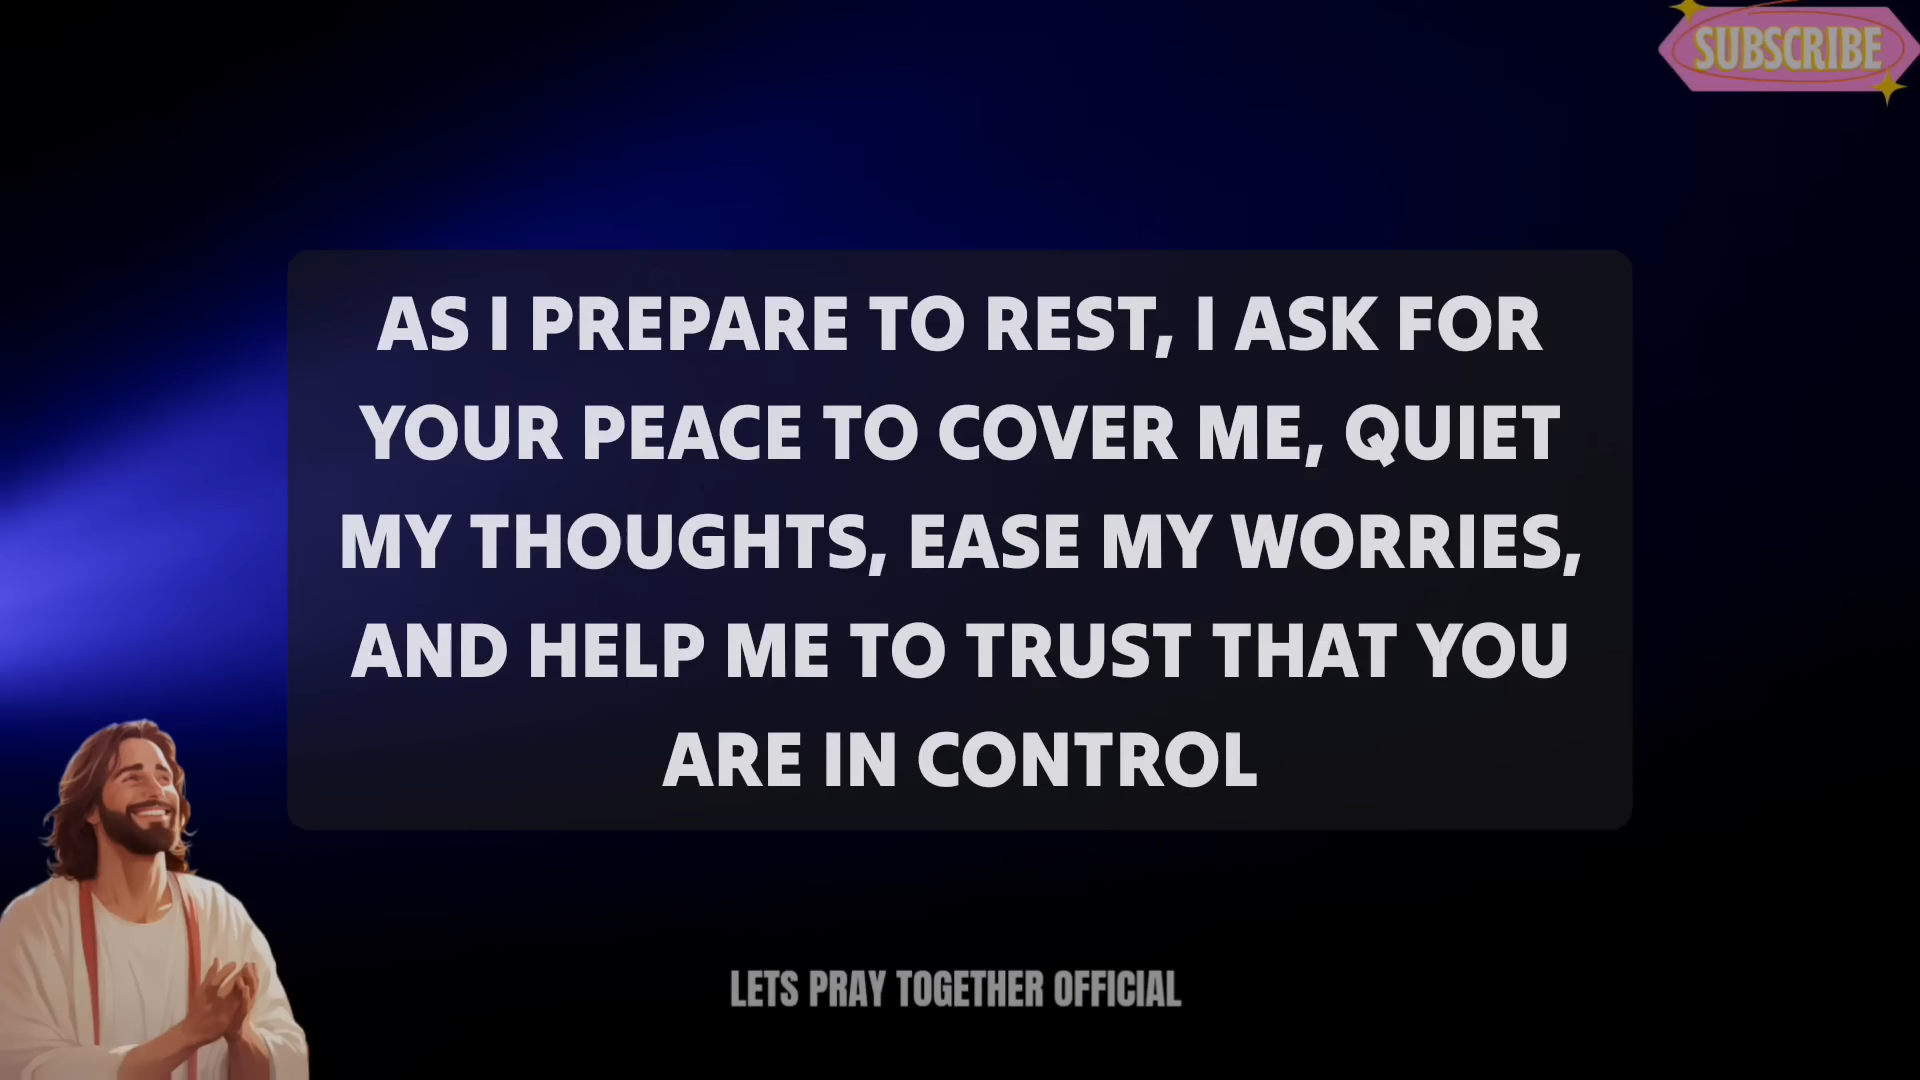 SUBSCRIBE
AS I PREPARE TO REST, I ASK FOR
YOUR PEACE TO COVER ME, QUIET
MY THOUGHTS, EASE MY WORRIES,
AND HELP ME TO TRUST THAT YOU
ARE IN CONTROL
LETS PRAY TOGETHER OFFICIAL